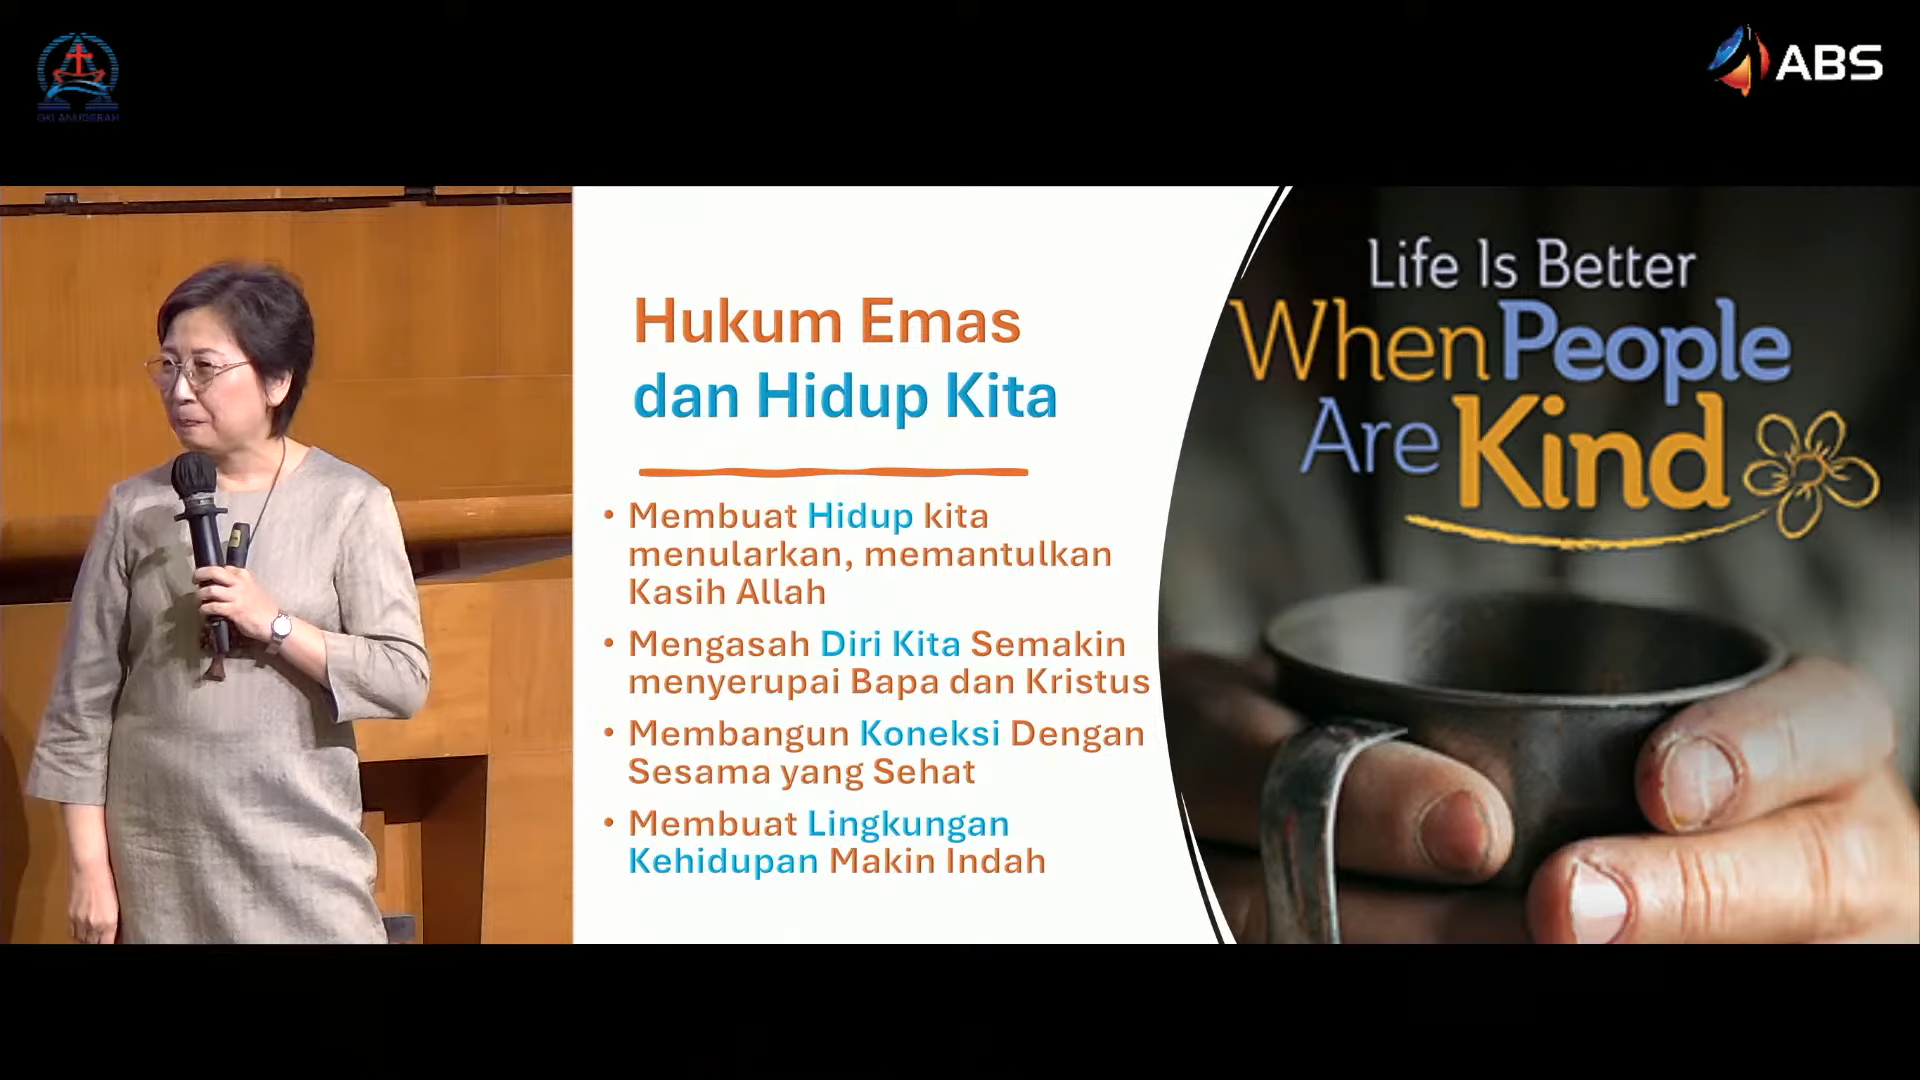 GKI ANUGERAH
ABS
Hukum Emas
dan Hidup Kita
• Membuat Hidup kita
menularkan, memantulkan
Kasih Allah
• Mengasah Diri Kita Semakin
menyerupai Bapa dan Kristus
• Membangun Koneksi Dengan
Sesama yang Sehat
• Membuat Lingkungan
Kehidupan Makin Indah
Life Is Better
When People
Are Kind